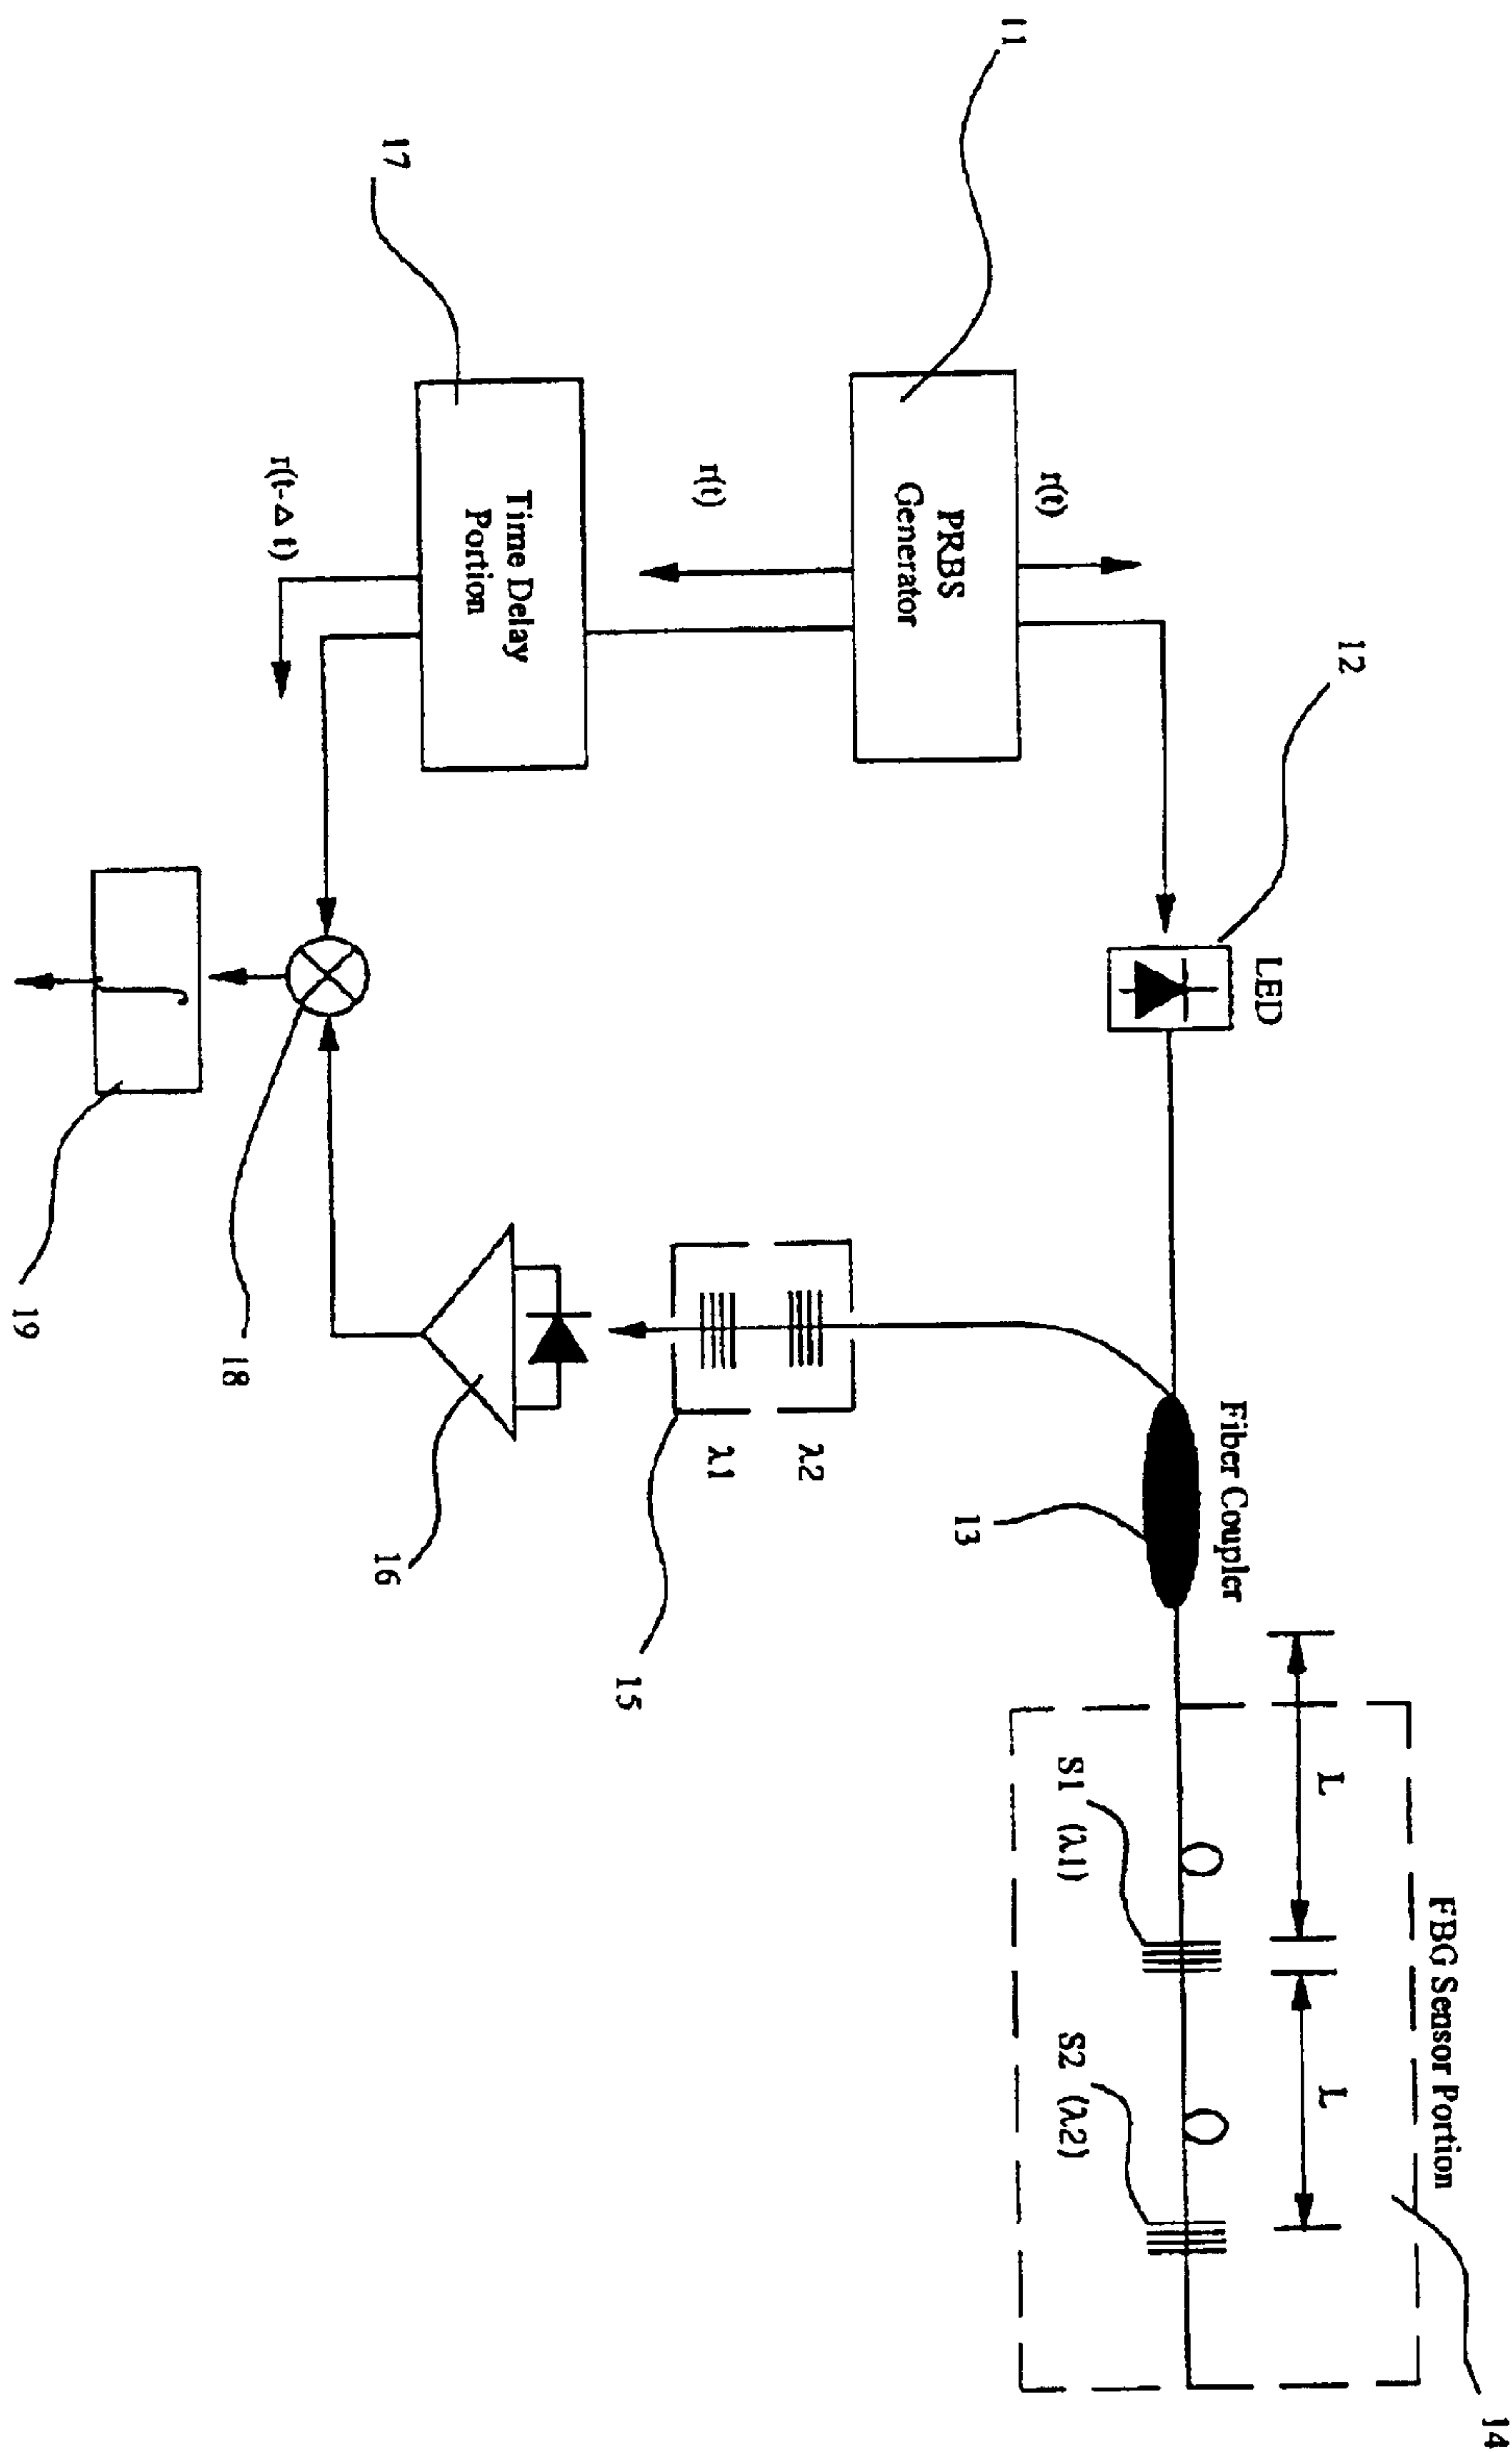 FBG Sensor Portion
14
12
LED
Fiber Coupler
L
L
11
r(t)
PRBS
Generator
13
S1 (λ1)
S2 (λ2)
r(t)
λ2
λ1
15
17
Time Delay
Portion
16
r(t-Δt)
18
∫
19